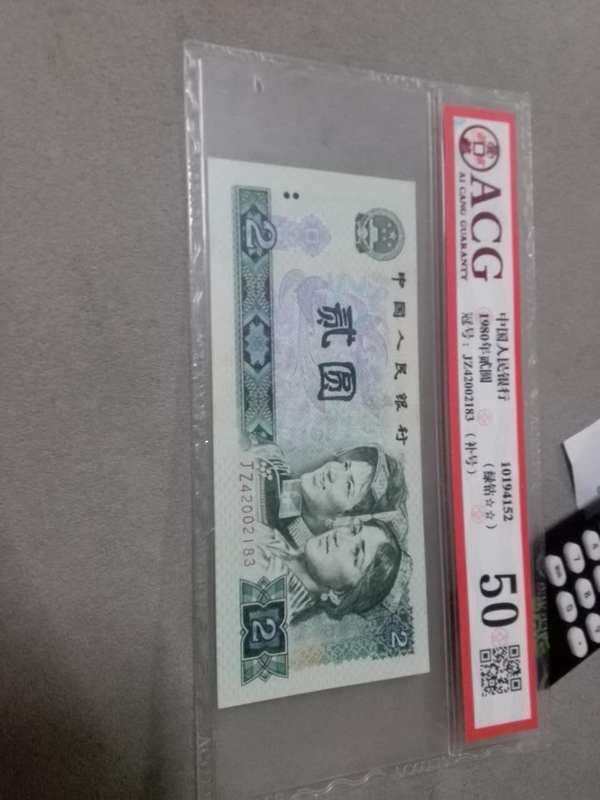 ACG
AI CANG GUARANTY
中国人民银行
1980年贰圆
冠号：JZ42002183（补号）
10194152
（绿钻☆☆）
50
中国人民银行
贰圆
2
JZ42002183
2
2